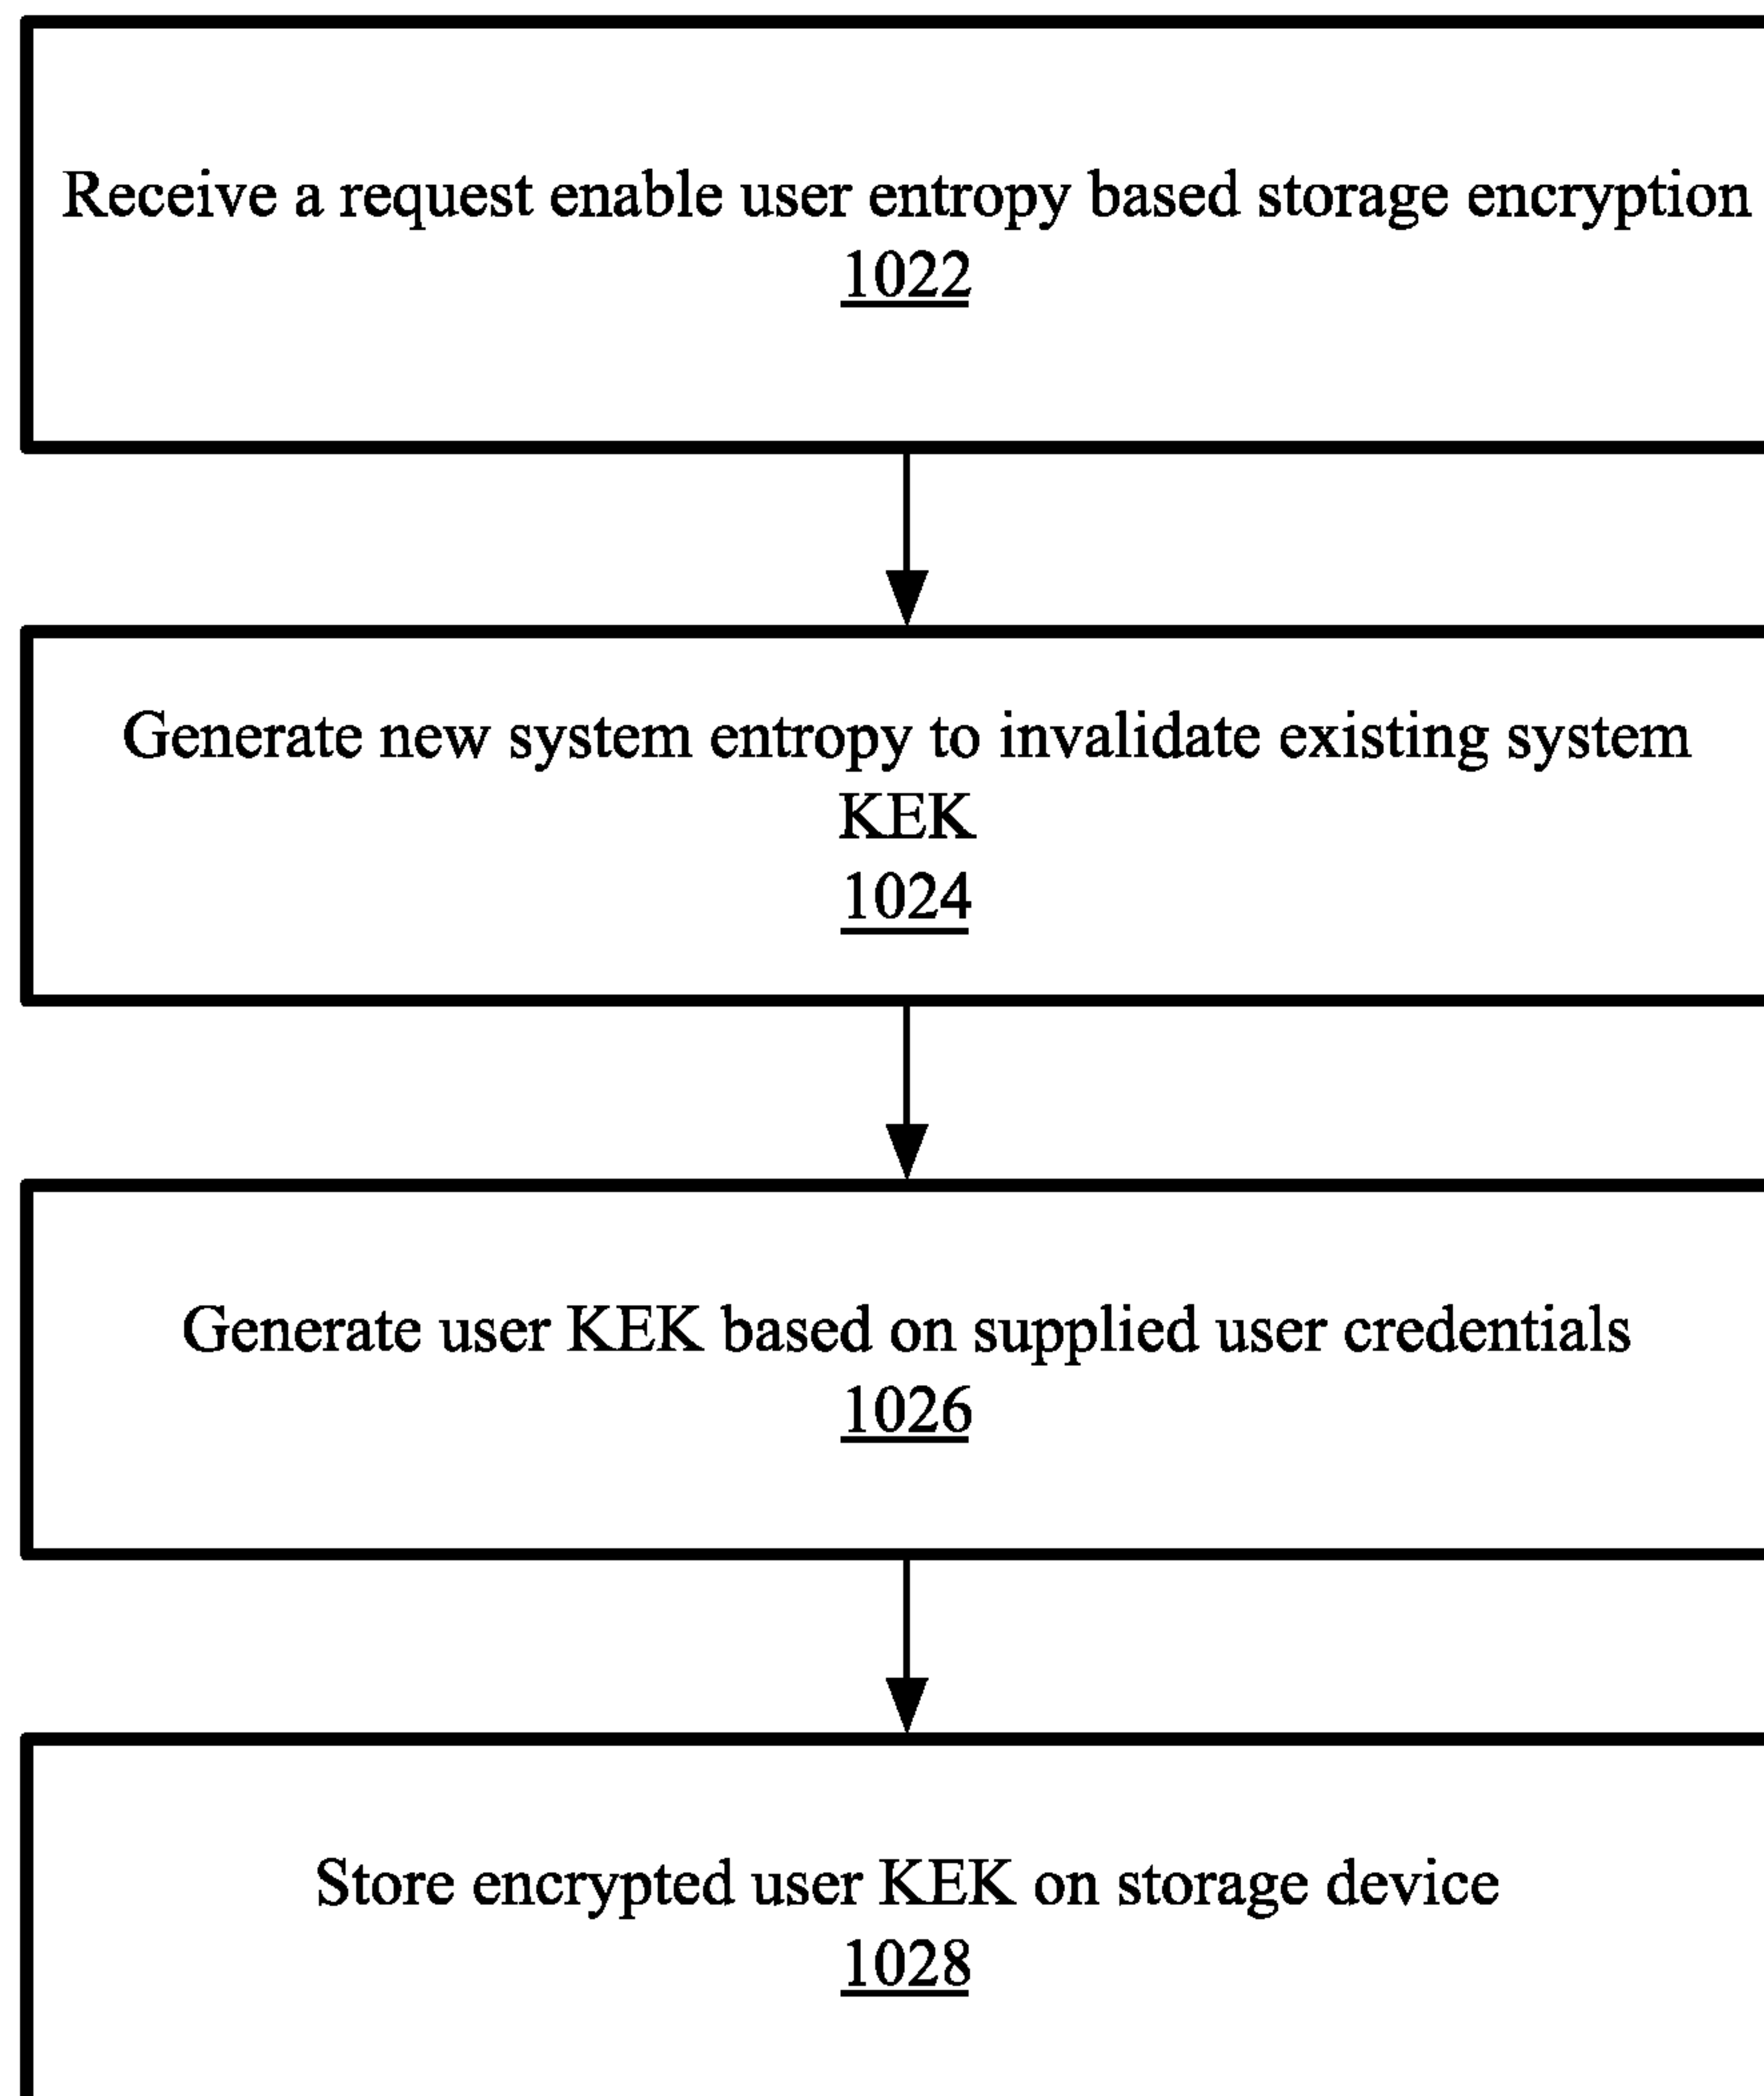 Receive a request enable user entropy based storage encryption
1022
Generate new system entropy to invalidate existing system
KEK
1024
Generate user KEK based on supplied user credentials
1026
Store encrypted user KEK on storage device
1028